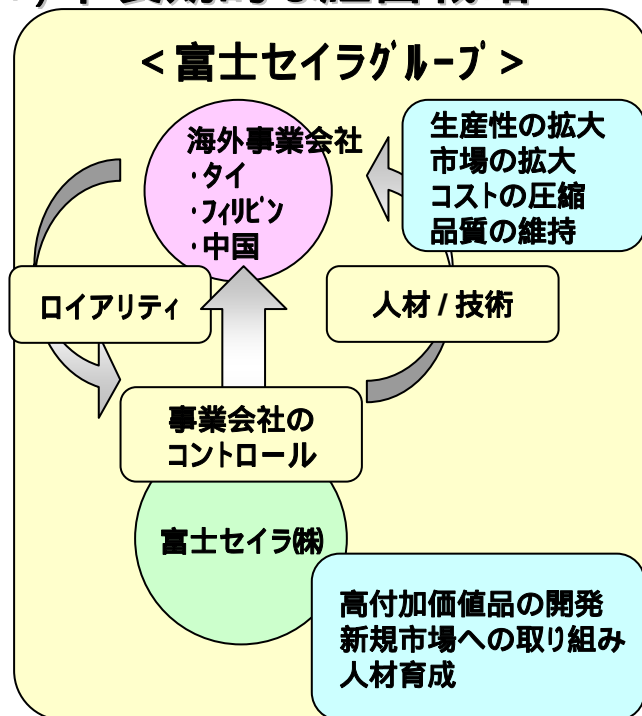 ＜富士セイラグループ＞
海外事業会社
・タイ
・フィリピン
・中国
生産性の拡大
市場の拡大
コストの圧縮
品質の維持
ロイアリティ
人材 / 技術
事業会社の
コントロール
富士セイラ㈱
高付加価値品の開発
新規市場への取り組み
人材育成